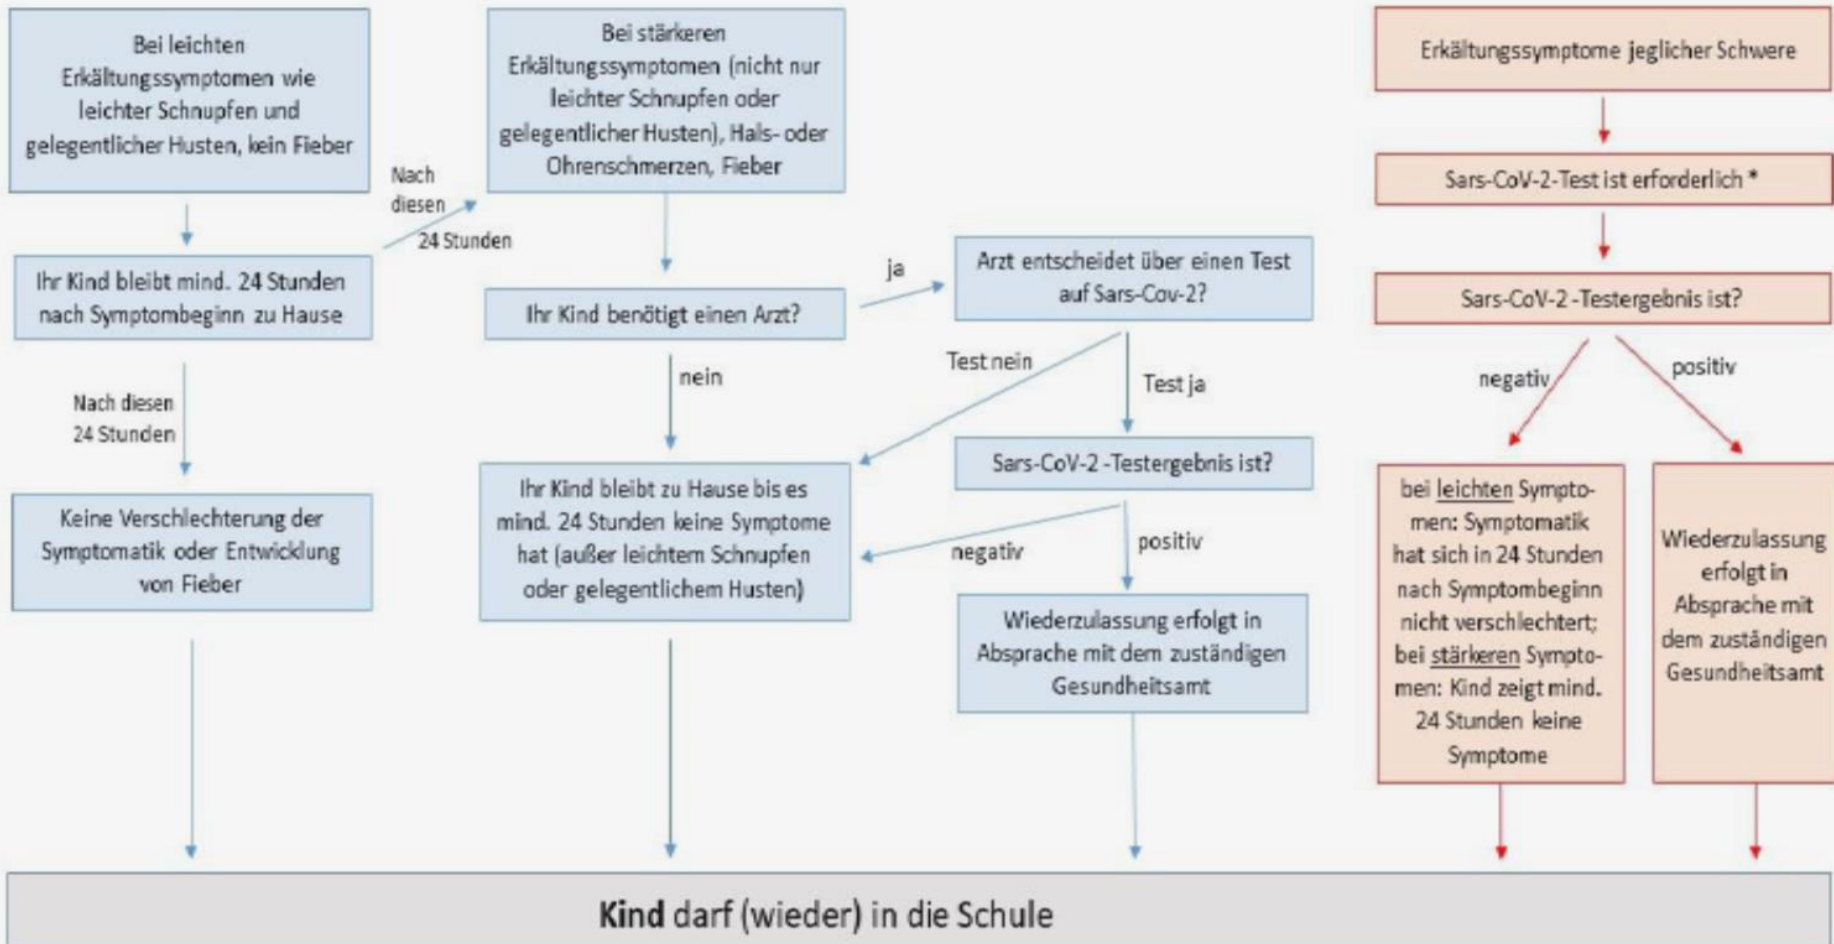 Bei leichten
Erkältungssymptomen wie
leichter Schnupfen und
gelegentlicher Husten, kein Fieber
Ihr Kind bleibt mind. 24 Stunden
nach Symptombeginn zu Hause
Nach diesen
24 Stunden
Keine Verschlechterung der
Symptomatik oder Entwicklung
von Fieber
Nach
diesen
24 Stunden
Bei stärkeren
Erkältungssymptomen (nicht nur
leichter Schnupfen oder
gelegentlicher Husten), Hals- oder
Ohrenschmerzen, Fieber
Ihr Kind benötigt einen Arzt?
nein
ja
Ihr Kind bleibt zu Hause bis es
mind. 24 Stunden keine Symptome
hat (außer leichtem Schnupfen
oder gelegentlichem Husten)
Arzt entscheidet über einen Test
auf Sars-Cov-2?
Test nein
Test ja
Sars-CoV-2 -Testergebnis ist?
negativ
positiv
Wiederzulassung erfolgt in
Absprache mit dem zuständigen
Gesundheitsamt
Erkältungssymptome jeglicher Schwere
Sars-CoV-2-Test ist erforderlich *
Sars-CoV-2 -Testergebnis ist?
negativ
positiv
bei leichten Sympto-
men: Symptomatik
hat sich in 24 Stunden
nach Symptombeginn
nicht verschlechtert;
bei stärkeren Sympto-
men: Kind zeigt mind.
24 Stunden keine
Symptome
Wiederzulassung
erfolgt in
Absprache mit
dem zuständigen
Gesundheitsamt
Kind darf (wieder) in die Schule